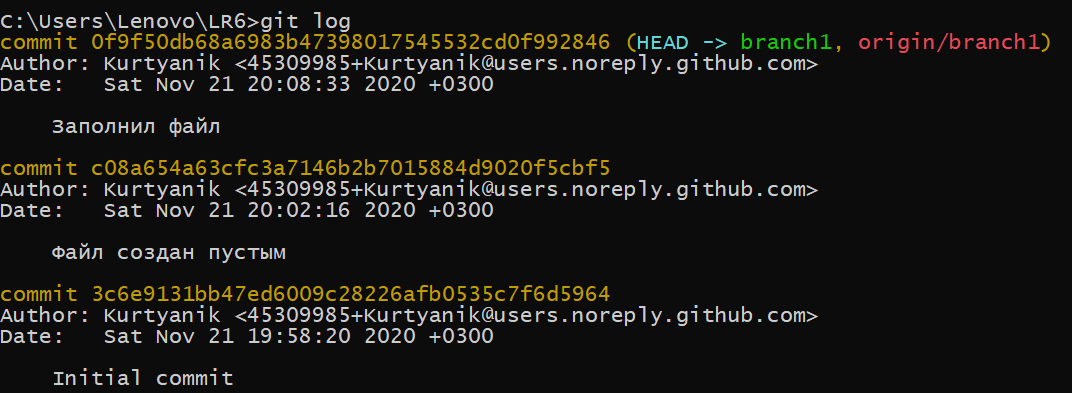 C:\Users\Lenovo\LR6>git log
commit 0f9f50db68a6983b47398017545532cd0f992846 (HEAD -> branch1, origin/branch1)
Author: Kurtyanik <45309985+Kurtyanik@users.noreply.github.com>
Date:   Sat Nov 21 20:08:33 2020 +0300
Заполнил файл
commit c08a654a63cfc3a7146b2b7015884d9020f5cbf5
Author: Kurtyanik <45309985+Kurtyanik@users.noreply.github.com>
Date:   Sat Nov 21 20:02:16 2020 +0300
Файл создан пустым
commit 3c6e9131bb47ed6009c28226afb0535c7f6d5964
Author: Kurtyanik <45309985+Kurtyanik@users.noreply.github.com>
Date:   Sat Nov 21 19:58:20 2020 +0300
Initial commit